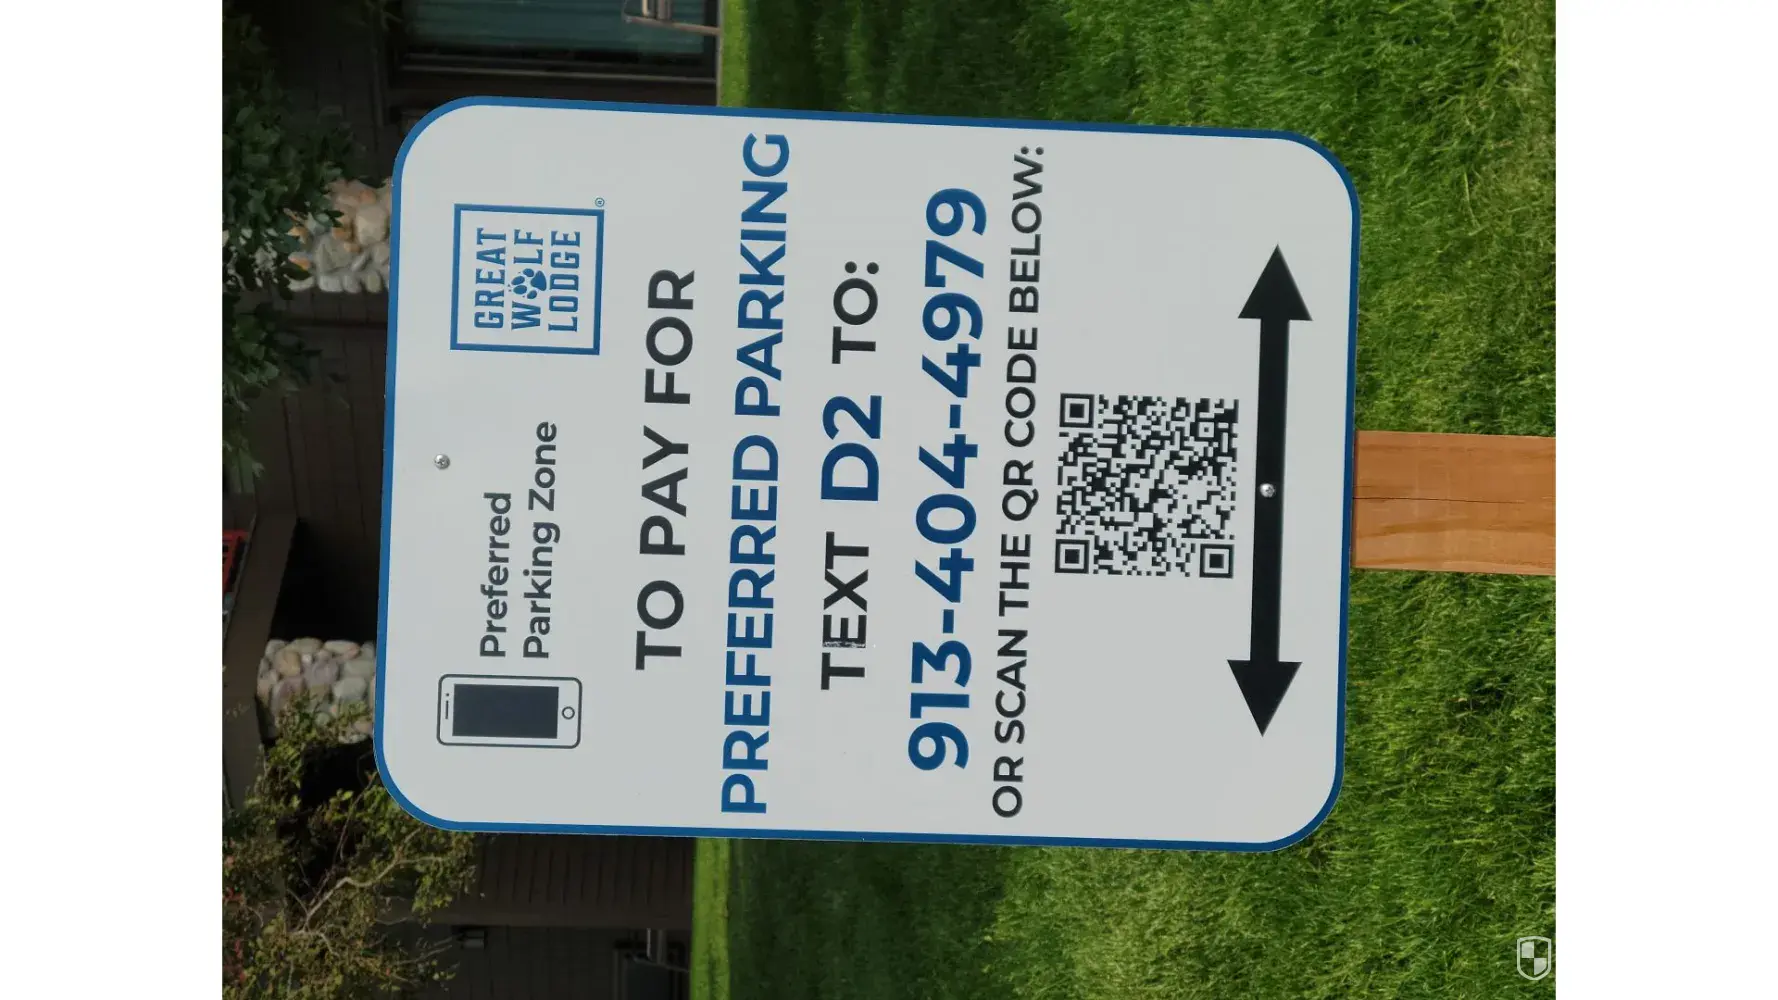 Preferred
Parking Zone
GREAT
WOLF
LODGE
®
TO PAY FOR
PREFERRED PARKING
TEXT D2 TO:
913-404-4979
OR SCAN THE QR CODE BELOW: